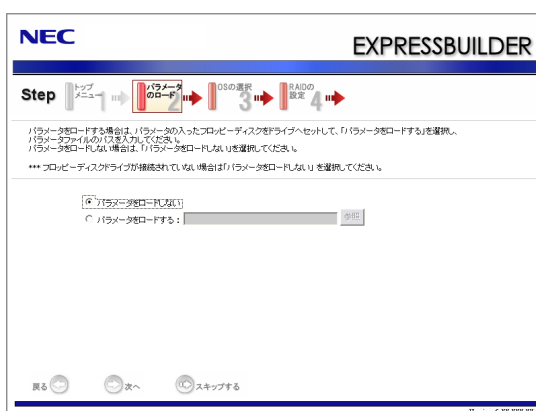 NEC
EXPRESSBUILDER
Step
トップ
メニュー 1
パラメータ
のロード 2
OSの選択
3
RAIDの
設定 4
パラメータをロードする場合は、パラメータの入ったフロッピーディスクをドライブへセットして、「パラメータをロードする」を選択し、
パラメータファイルのパスを入力してください。
パラメータをロードしない場合は、「パラメータをロードしない」を選択してください。
*** フロッピーディスクドライブが接続されていない場合は「パラメータをロードしない」を選択してください。
パラメータをロードしない
パラメータをロードする：
参照
戻る
次へ
スキップする